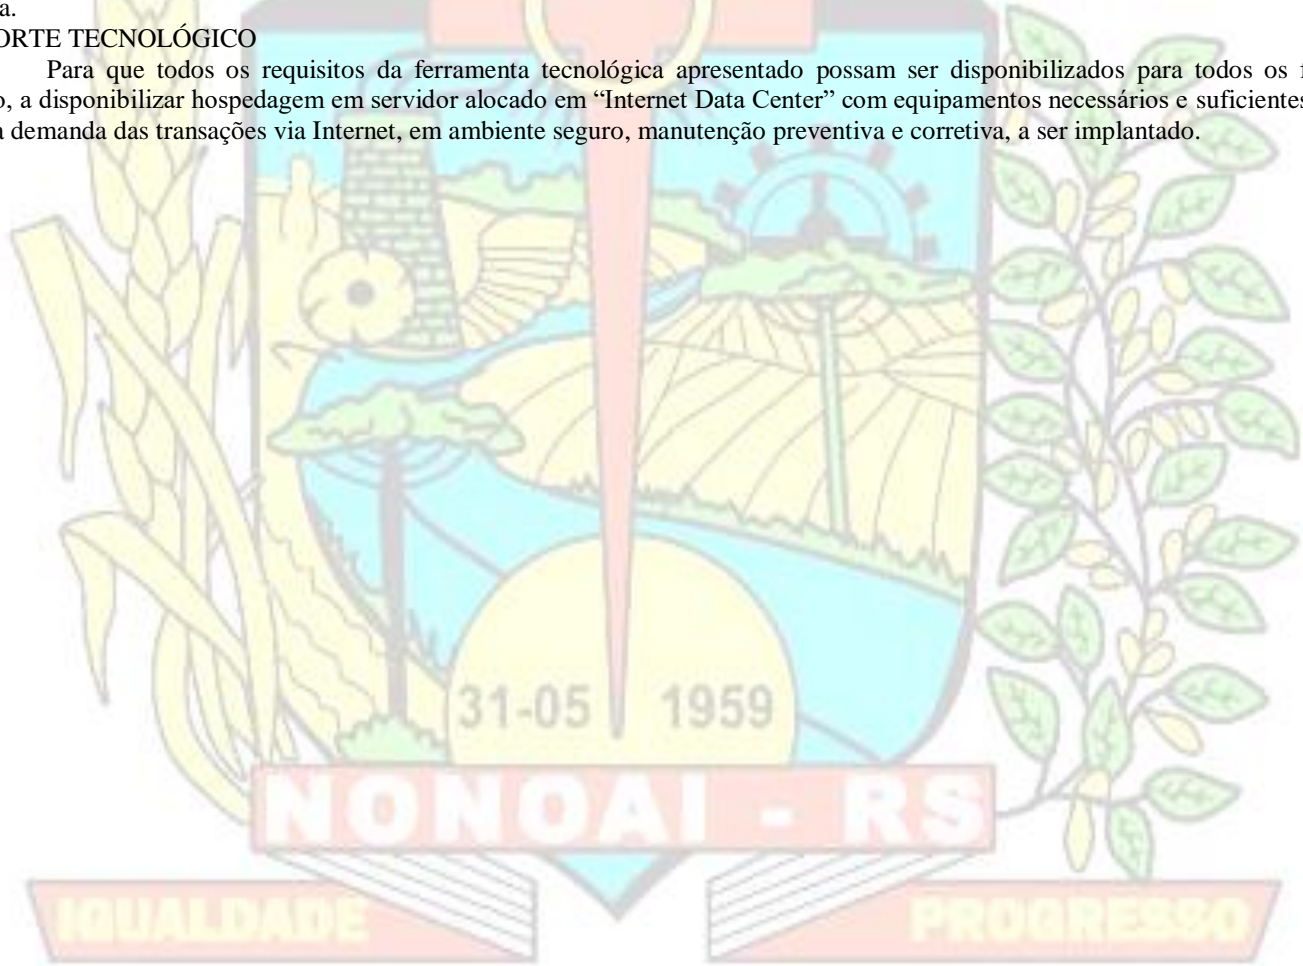 a.
ORTE TECNOLÓGICO
Para que todos os requisitos da ferramenta tecnológica apresentado possam ser disponibilizados para todos os f
o, a disponibilizar hospedagem em servidor alocado em “Internet Data Center” com equipamentos necessários e suficientes
a demanda das transações via Internet, em ambiente seguro, manutenção preventiva e corretiva, a ser implantado.
31-05 1959
NONOAI - RS
IGUALDADE PROGRESSO